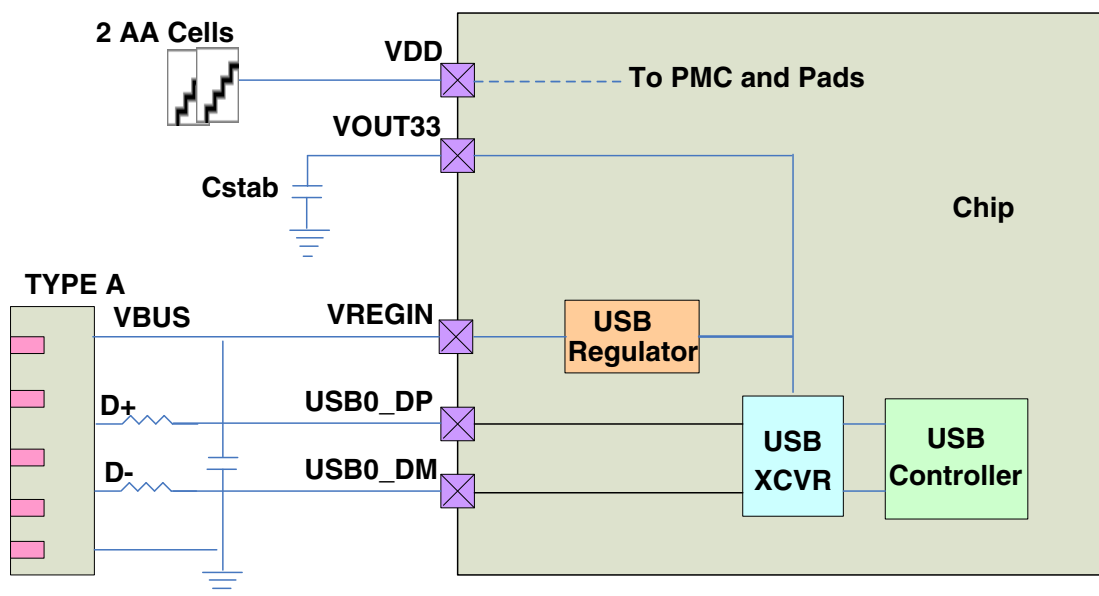 2 AA Cells
VDD
To PMC and Pads
VOUT33
Cstab
Chip
TYPE A
VBUS
VREGIN
USB
Regulator
D+
USB0_DP
D-
USB0_DM
USB
XCVR
USB
Controller